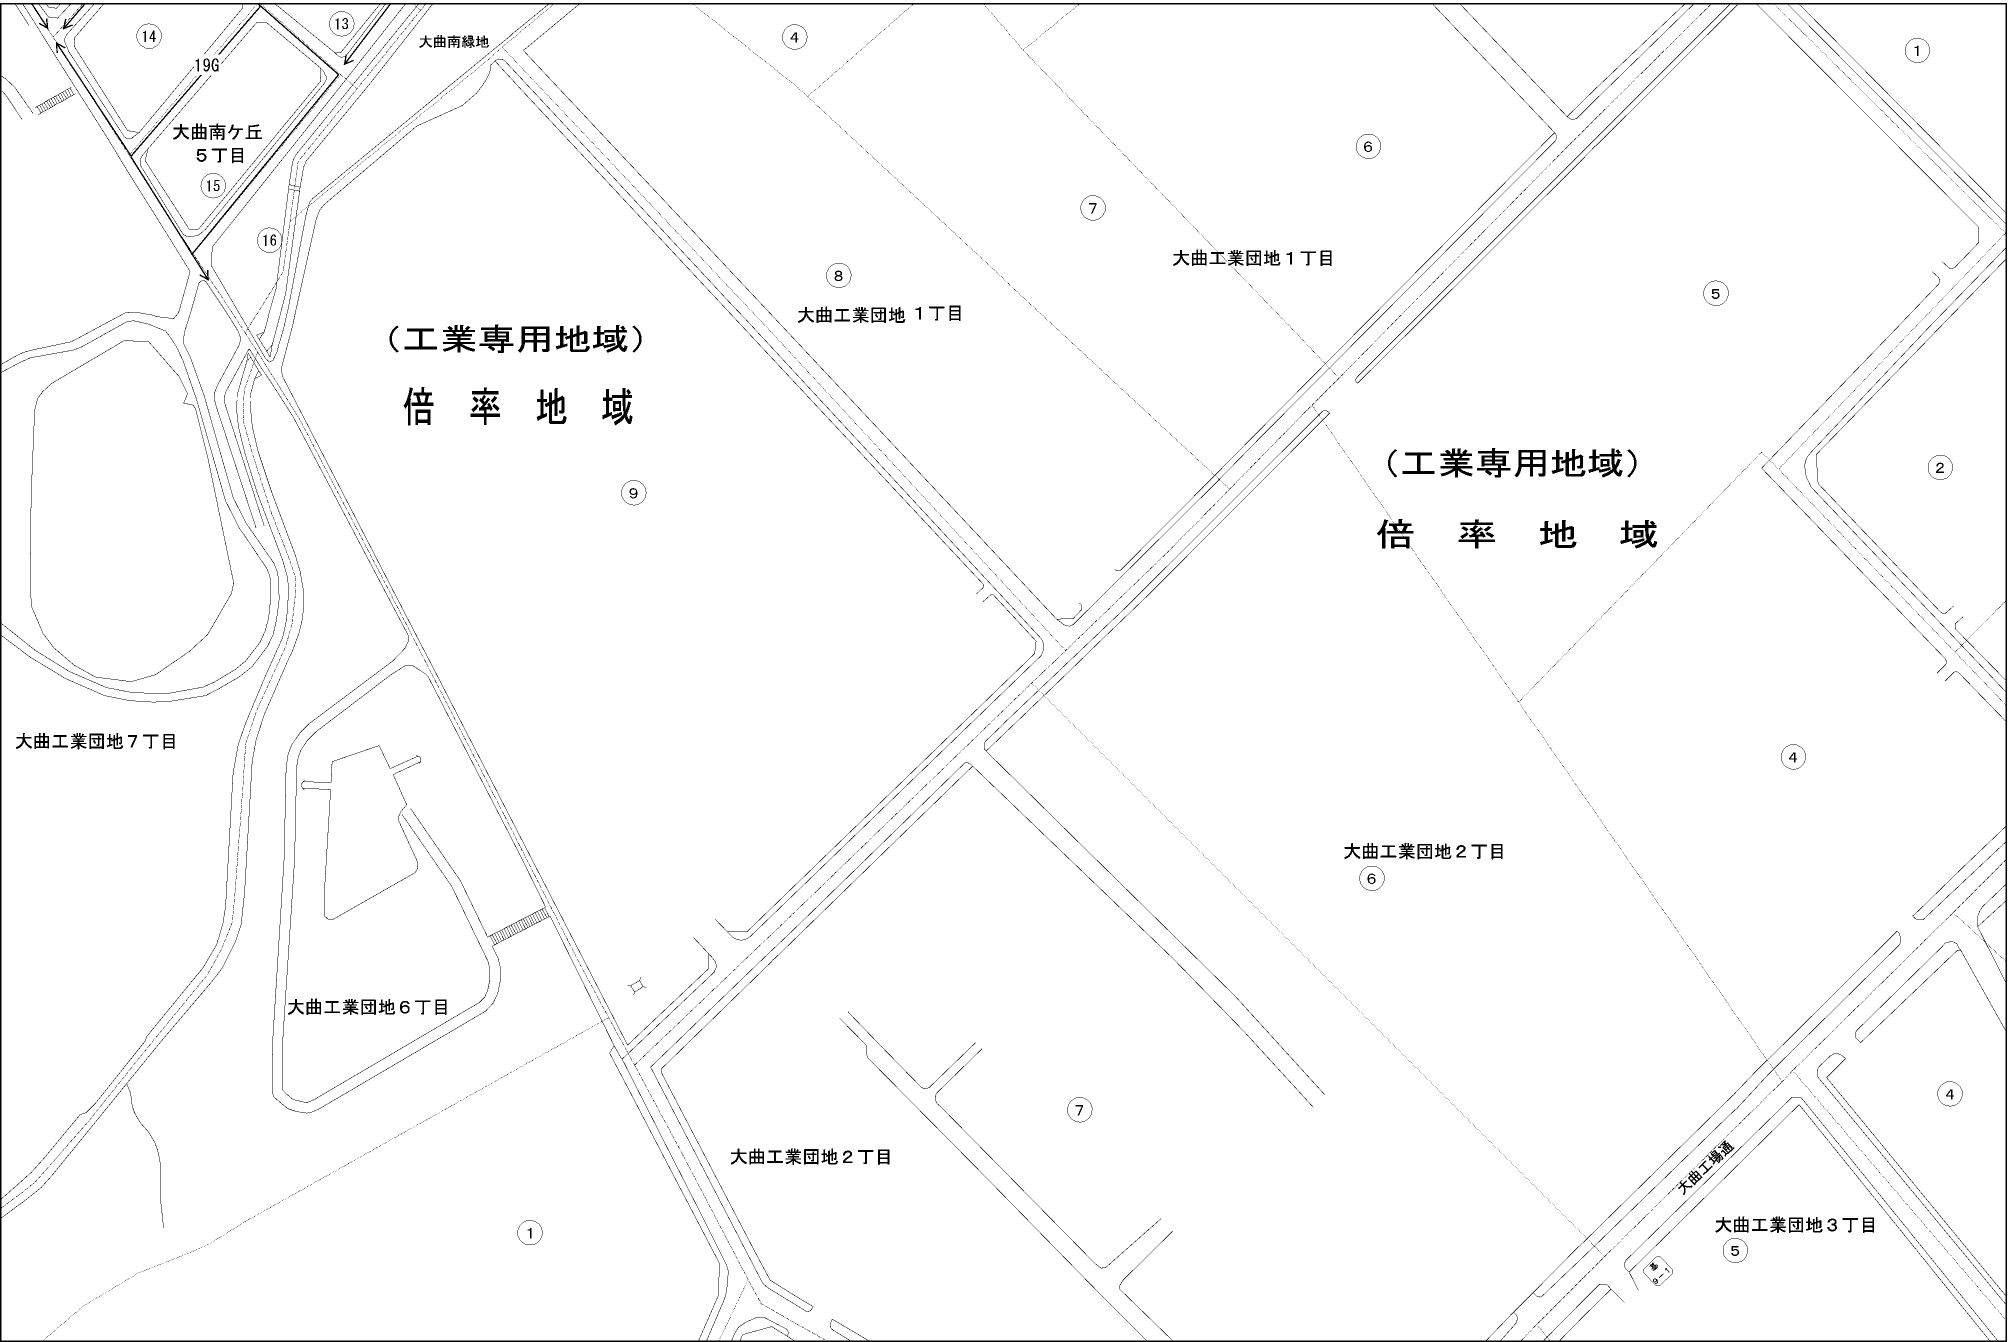 14
13
大曲南緑地
4
1
19G
大曲南ケ丘
５丁目
15
6
7
16
大曲工業団地１丁目
8
5
大曲工業団地 １丁目
（工業専用地域）
倍率地域
9
（工業専用地域）
倍率地域
2
大曲工業団地７丁目
4
大曲工業団地２丁目
6
大曲工業団地６丁目
4
7
大曲工業団地２丁目
大曲工場通
1
大曲工業団地３丁目
5
基
9－1